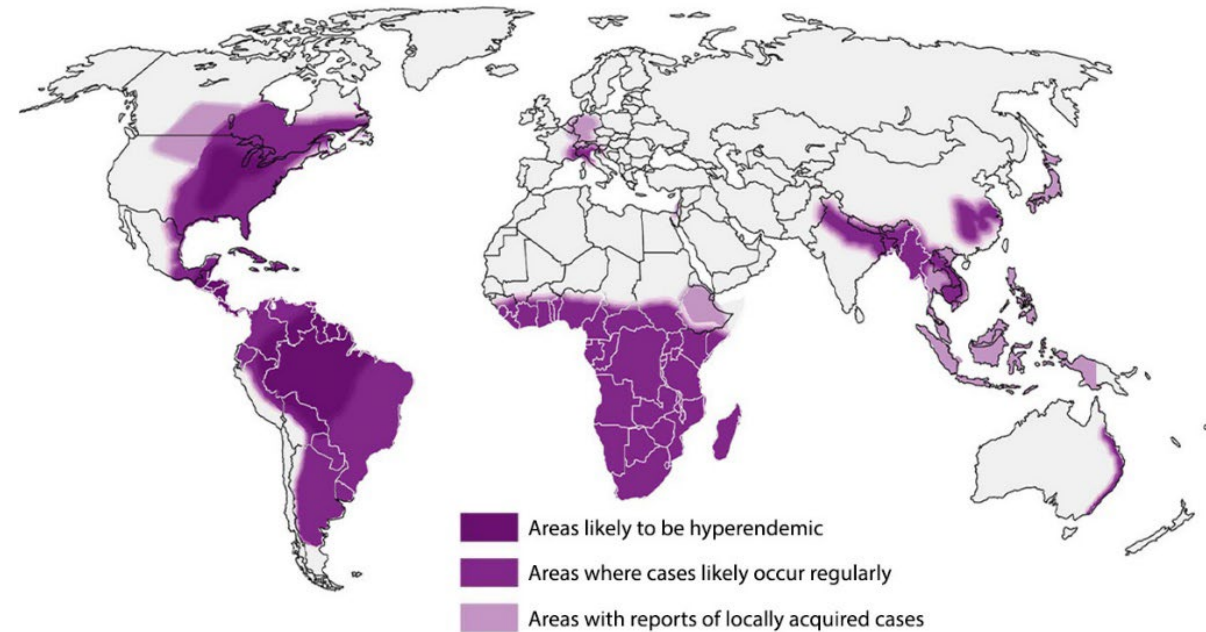 Areas likely to be hyperendemic
Areas where cases likely occur regularly
Areas with reports of locally acquired cases